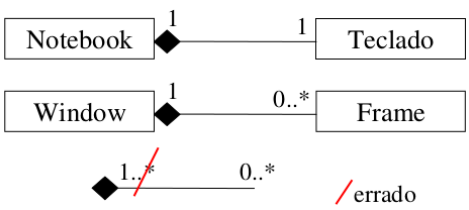 Notebook 1 1 Teclado
Window 1 0..* Frame
1..* 0..*
errado